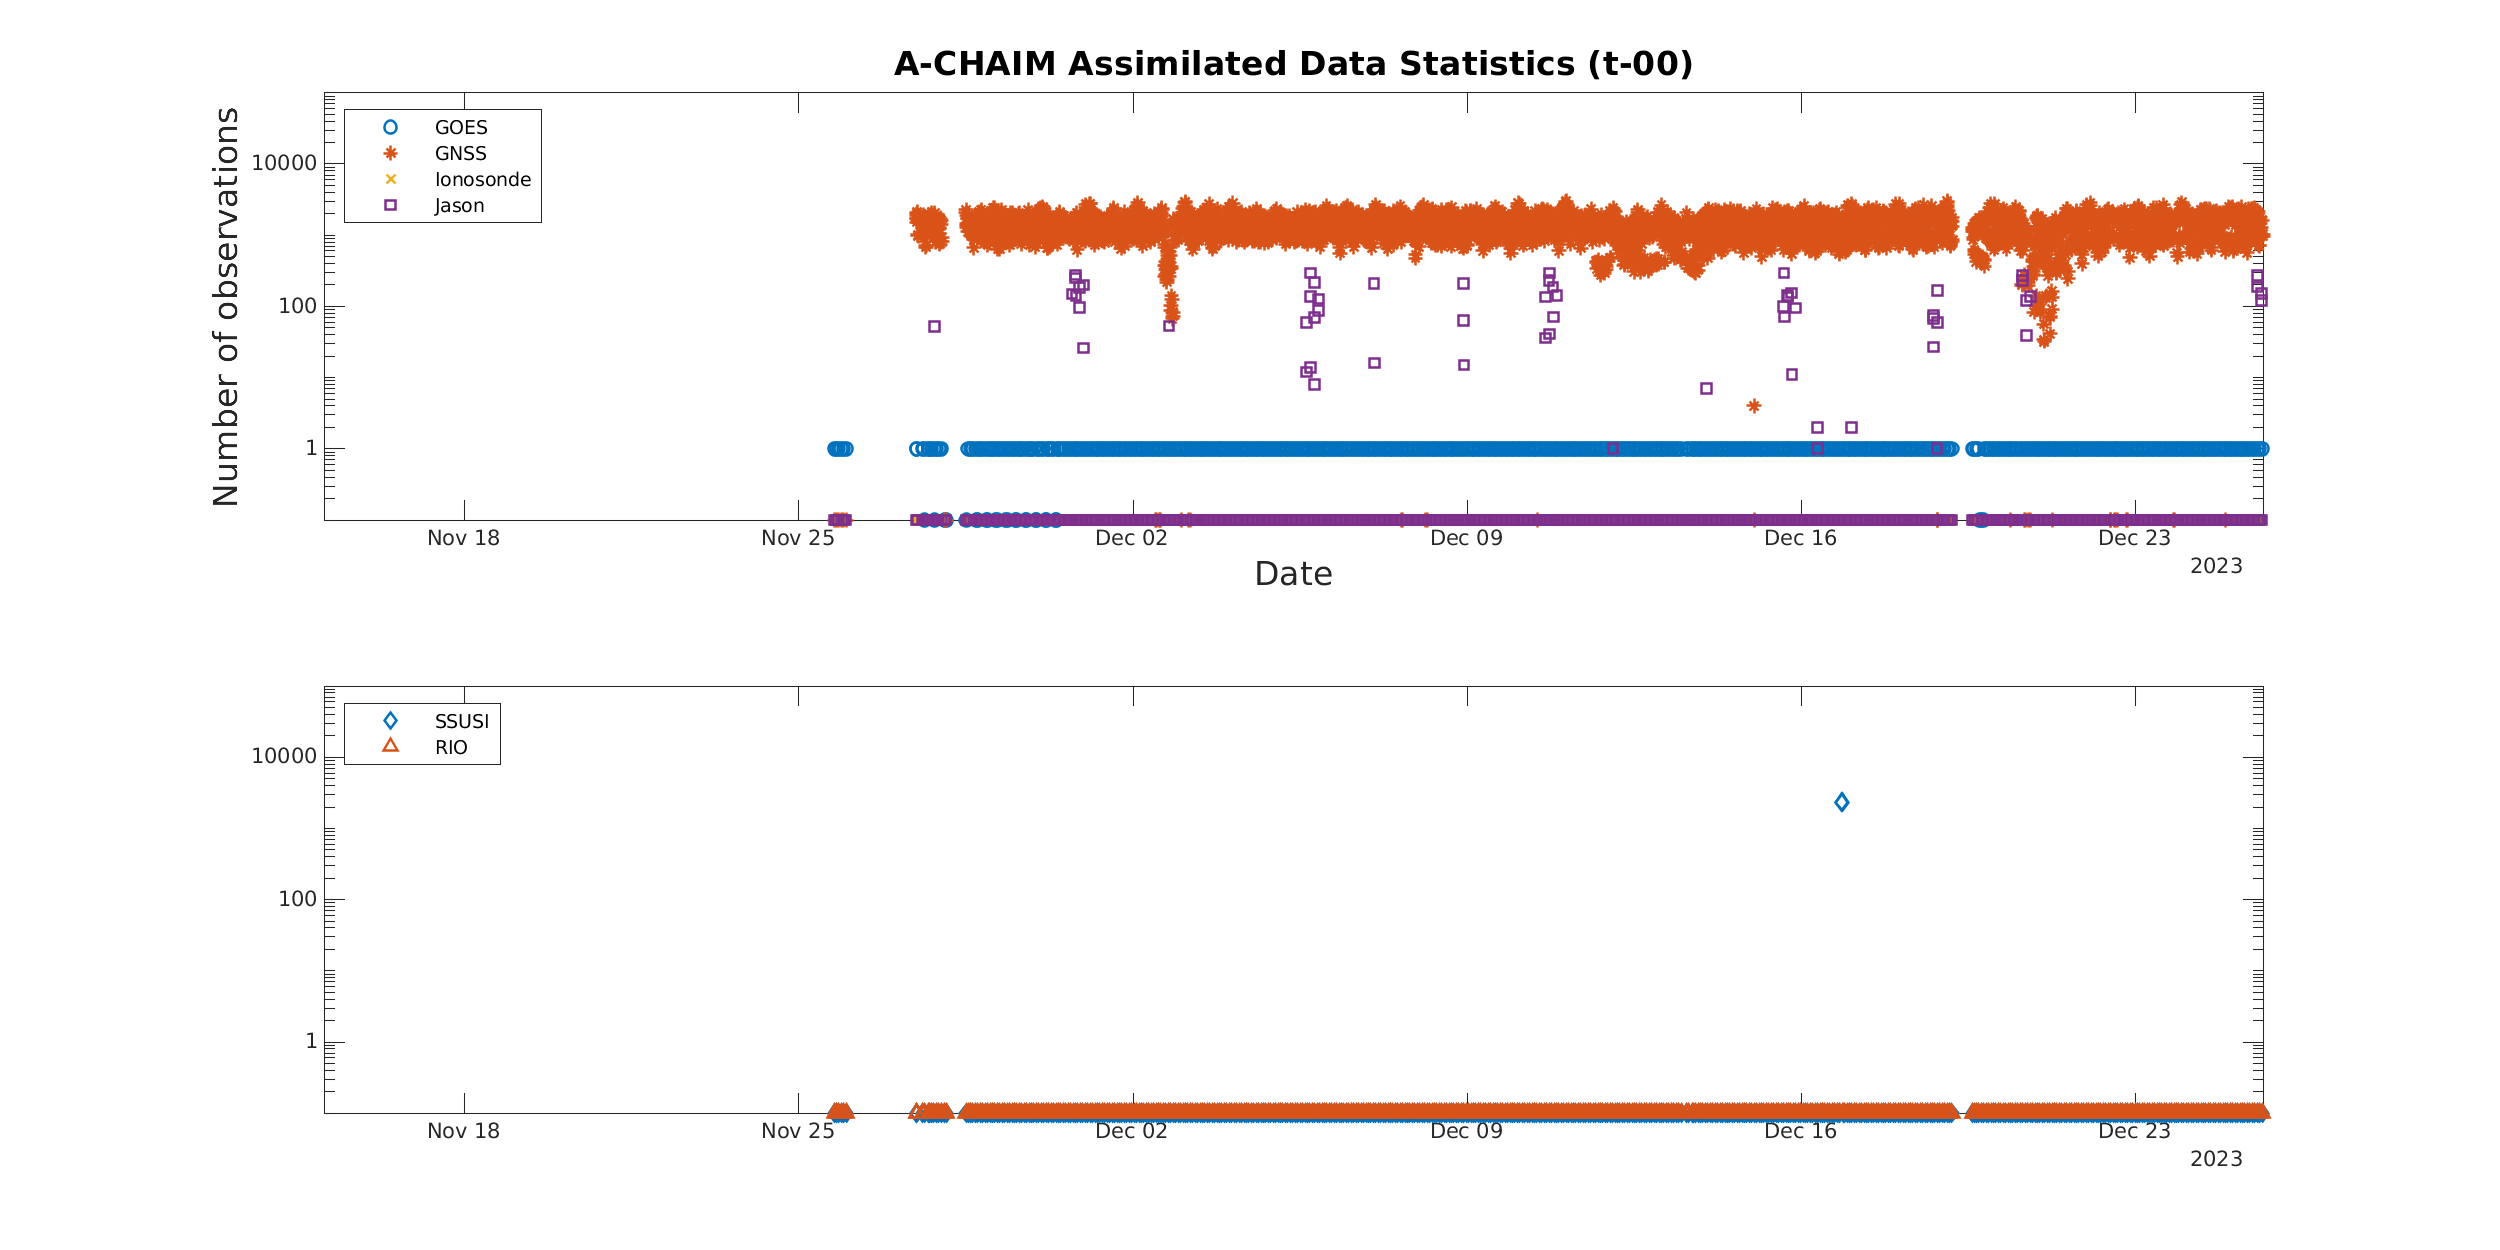 A-CHAIM Assimilated Data Statistics (t-00)
Number of observations
10000
100
1
GOES
GNSS
Ionosonde
Jason
Nov 18
Nov 25
Dec 02
Dec 09
Dec 16
Dec 23
2023
Date
10000
100
1
SSUSI
RIO
Nov 18
Nov 25
Dec 02
Dec 09
Dec 16
Dec 23
2023